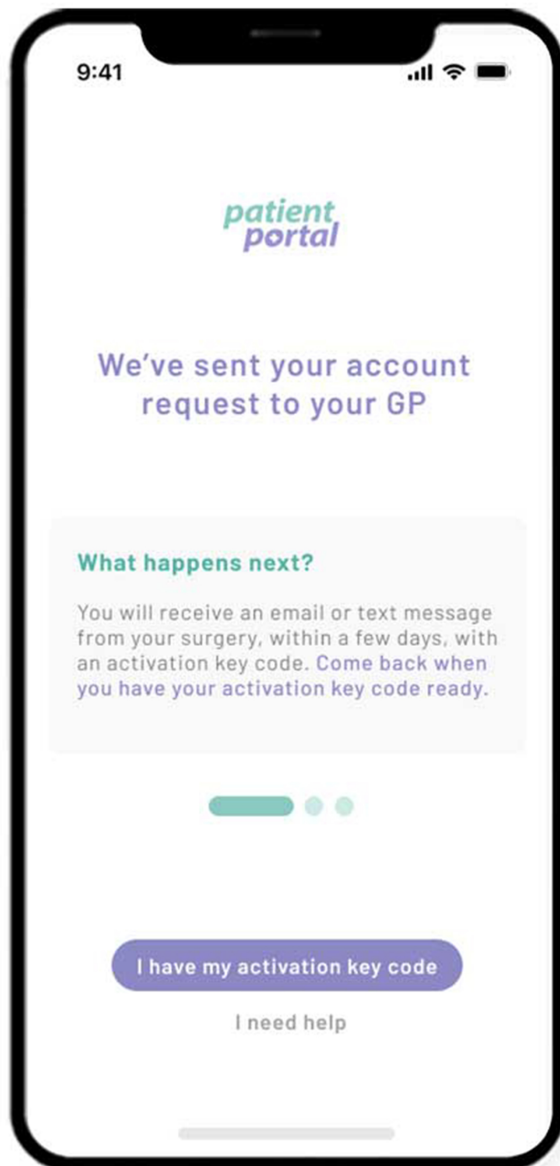 9:41
patient
portal
We’ve sent your account
request to your GP
What happens next?
You will receive an email or text message
from your surgery, within a few days, with
an activation key code. Come back when
you have your activation key code ready.
I have my activation key code
I need help